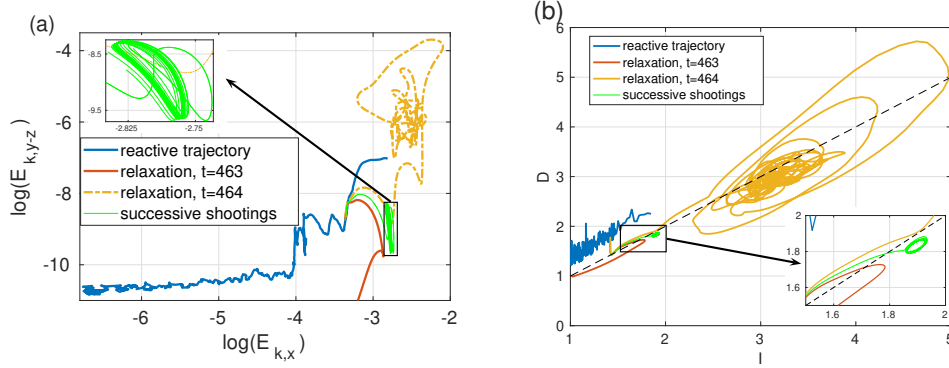 (a)
-4
-6
-8
-10
-6
-5
-4
-3
-2
log(E k,x)
log(E k,y-z)
-8.5
-9.5
-2.825
-2.75
reactive trajectory
relaxation, t=463
relaxation, t=464
successive shootings
(b)
6
5
4
3
2
1
0
1
2
3
4
5
I
D
reactive trajectory
relaxation, t=463
relaxation, t=464
successive shootings
2
1.8
1.6
1.6
1.8
2